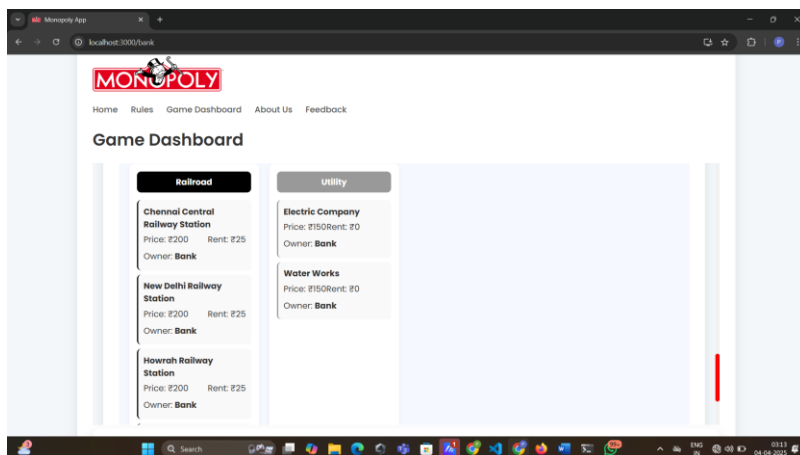 Monopoly App
localhost:3000/bank
MONOPOLY
Home Rules Game Dashboard About Us Feedback
Game Dashboard
Railroad
Chennai Central
Railway Station
Price: ₹200 Rent: ₹25
Owner: Bank
New Delhi Railway
Station
Price: ₹200 Rent: ₹25
Owner: Bank
Howrah Railway
Station
Price: ₹200 Rent: ₹25
Owner: Bank
Utility
Electric Company
Price: ₹150Rent: ₹0
Owner: Bank
Water Works
Price: ₹150Rent: ₹0
Owner: Bank
Search
99+
ENG
IN
03:13
04-04-2025